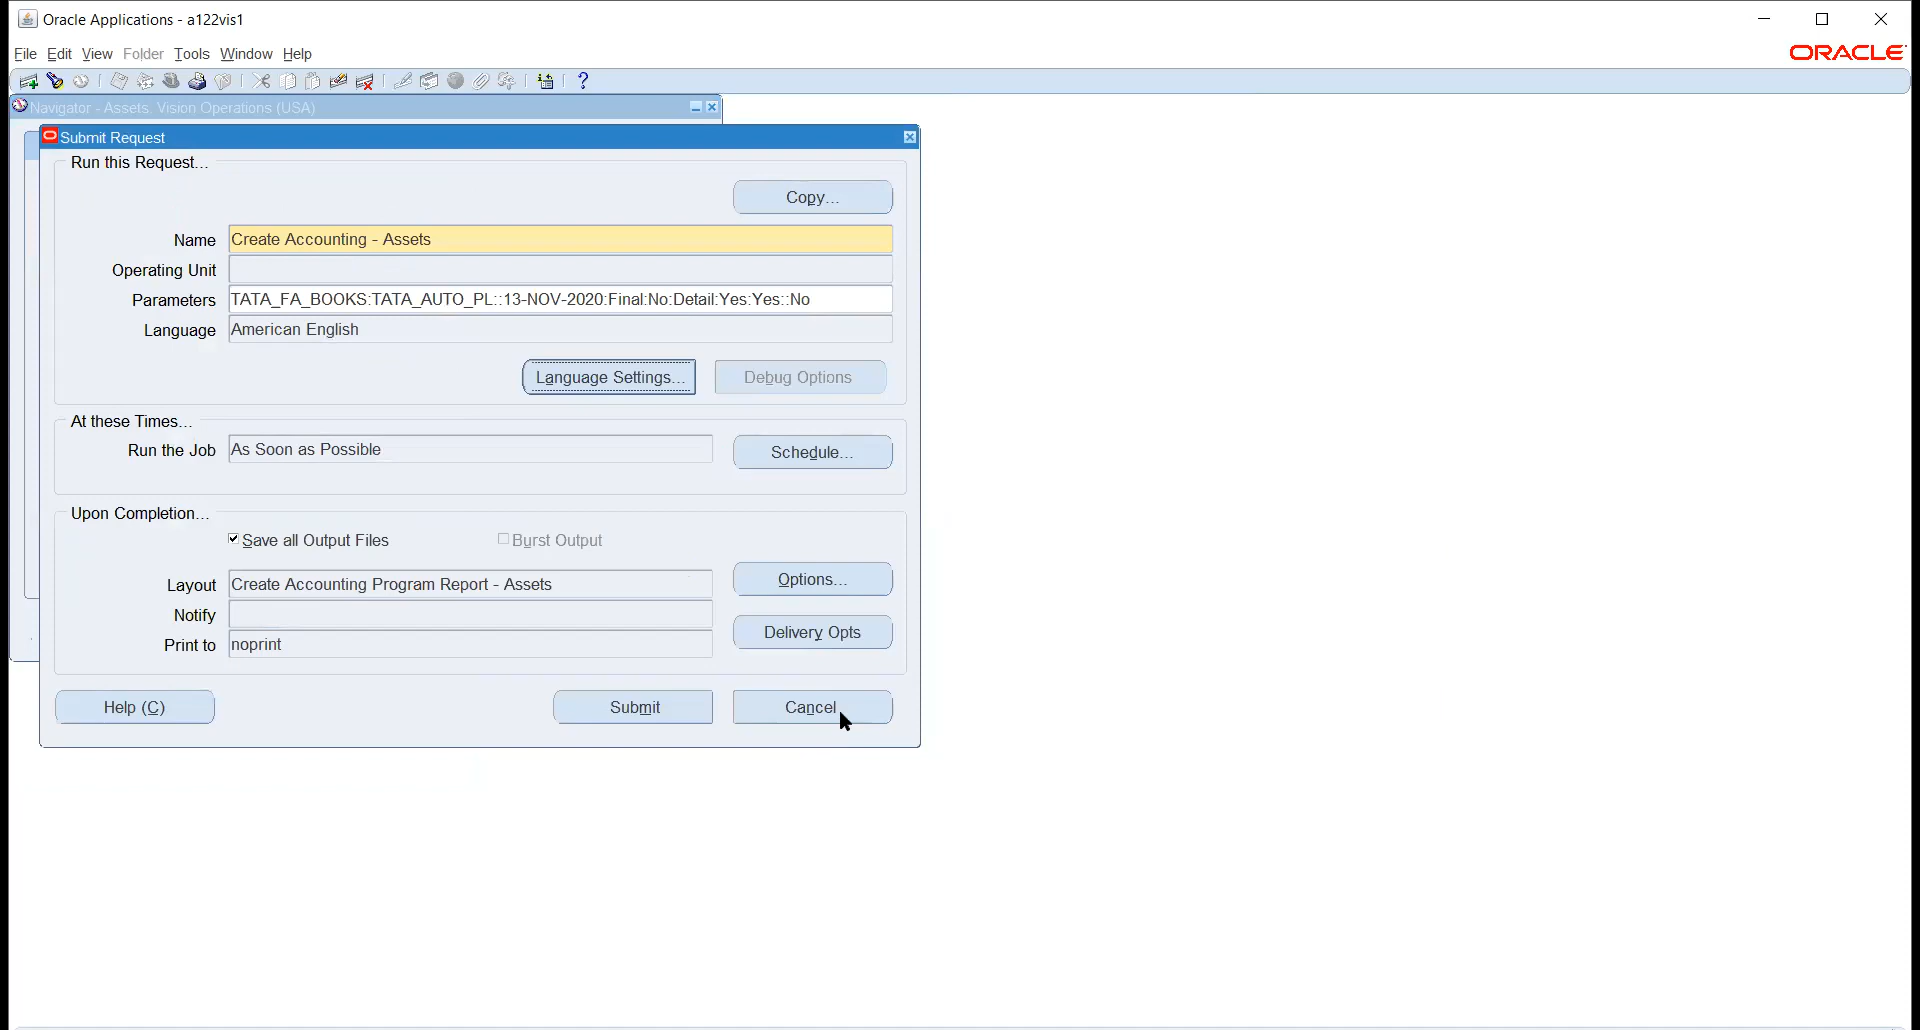 Oracle Applications - a122vis1
File Edit View Folder Tools Window Help
ORACLE
?
Navigator - Assets, Vision Operations (USA)
Submit Request
Run this Request...
Copy...
Name Create Accounting - Assets
Operating Unit
Parameters TATA_FA_BOOKS:TATA_AUTO_PL::13-NOV-2020:Final:No:Detail:Yes:Yes::No
Language American English
Language Settings... Debug Options
At these Times...
Run the Job As Soon as Possible Schedule...
Upon Completion...
Save all Output Files Burst Output
Layout Create Accounting Program Report - Assets Options...
Notify
Print to noprint Delivery Opts
Help (C) Submit Cancel